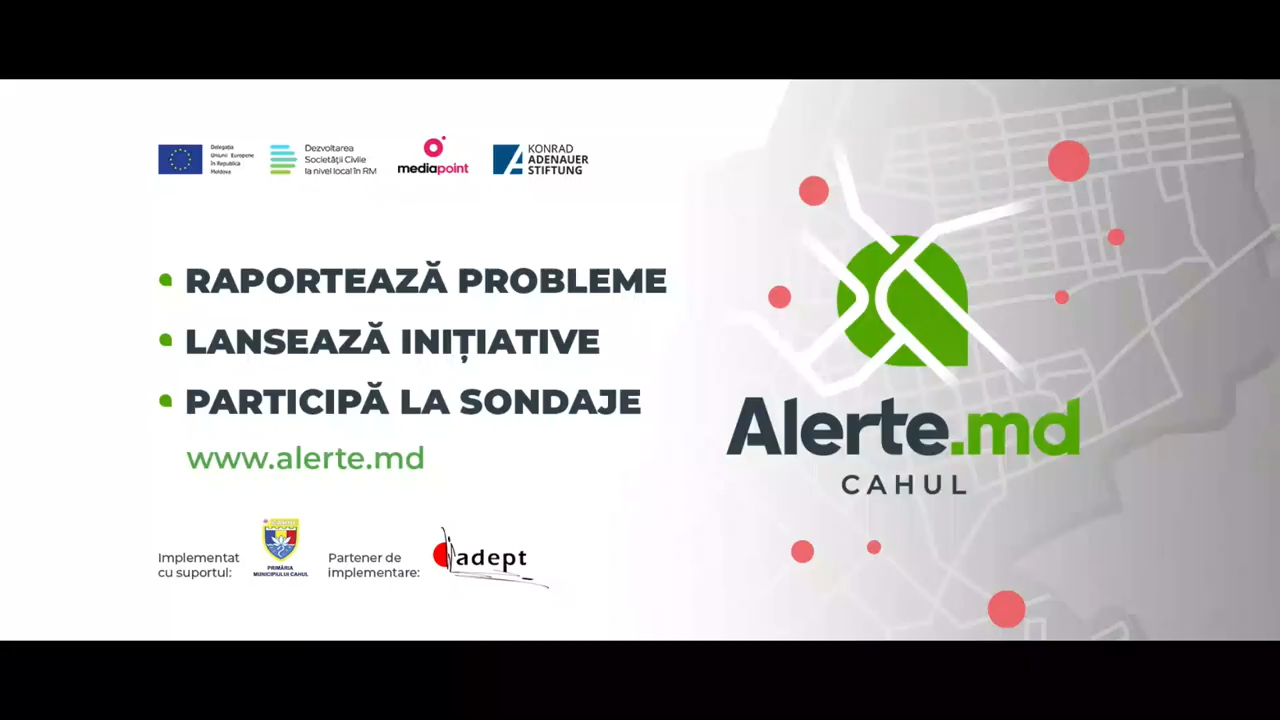 Delegația
Uniunii Europene
în Republica
Moldova
Dezvoltarea
Societății Civile
la nivel local în RM
mediapoint
KONRAD
ADENAUER
STIFTUNG
• RAPORTEAZĂ PROBLEME
• LANSEAZĂ INIȚIATIVE
• PARTICIPĂ LA SONDAJE
www.alerte.md
Alerte.md
CAHUL
Implementat
cu suportul:
CAHUL
PRIMĂRIA
MUNICIPIULUI CAHUL
Partener de
implementare:
adept